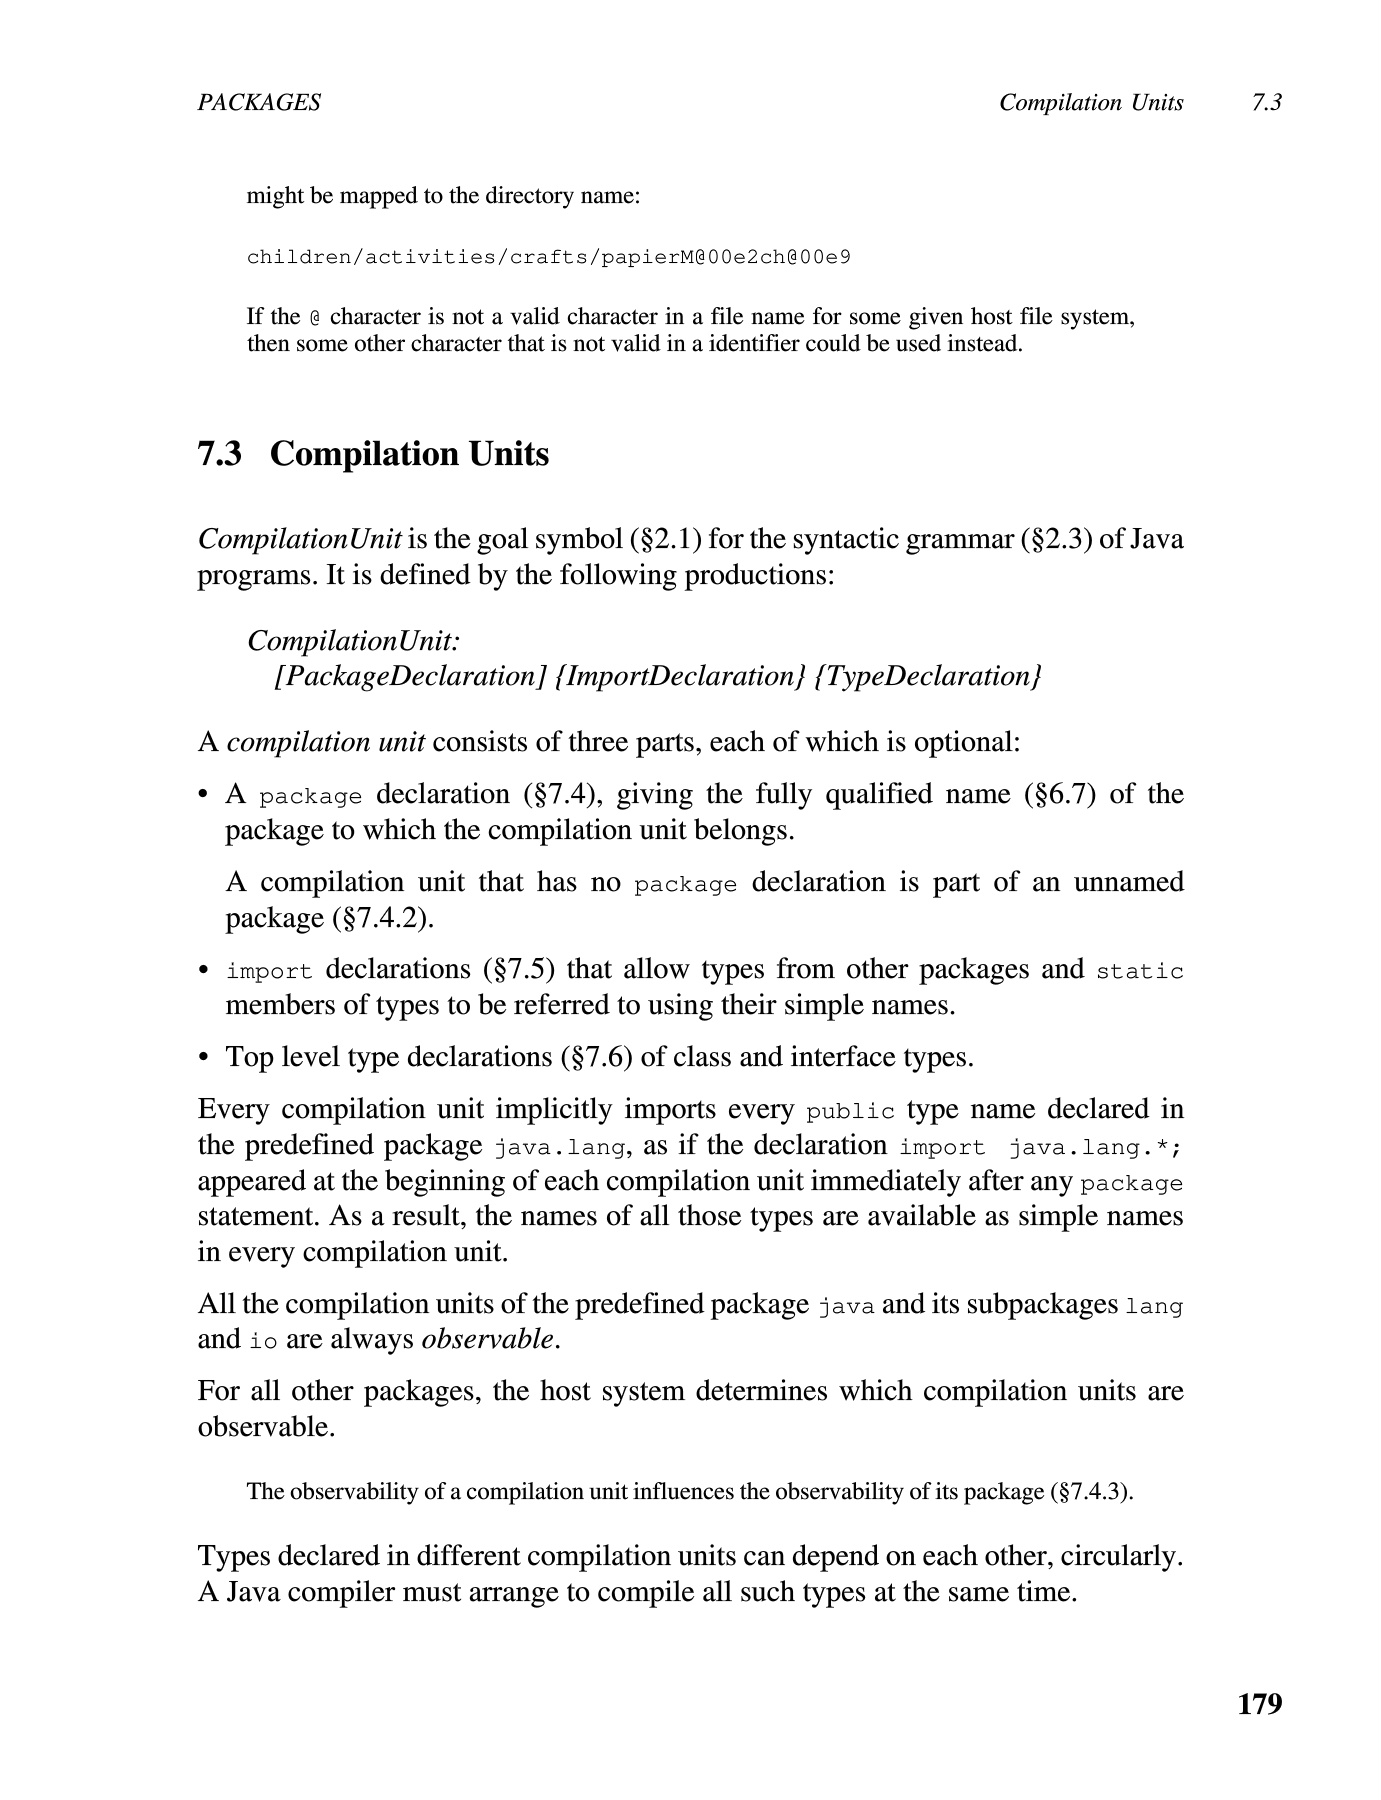 PACKAGES Compilation Units 7.3
might be mapped to the directory name:
children/activities/crafts/papierM@00e2ch@00e9
If the @ character is not a valid character in a file name for some given host file system,
then some other character that is not valid in a identifier could be used instead.
7.3 Compilation Units
CompilationUnit is the goal symbol (§2.1) for the syntactic grammar (§2.3) of Java
programs. It is defined by the following productions:
CompilationUnit:
[PackageDeclaration] {ImportDeclaration} {TypeDeclaration}
A compilation unit consists of three parts, each of which is optional:
• A package declaration (§7.4), giving the fully qualified name (§6.7) of the
package to which the compilation unit belongs.
A compilation unit that has no package declaration is part of an unnamed
package (§7.4.2).
• import declarations (§7.5) that allow types from other packages and static
members of types to be referred to using their simple names.
• Top level type declarations (§7.6) of class and interface types.
Every compilation unit implicitly imports every public type name declared in
the predefined package java.lang, as if the declaration import java.lang.*;
appeared at the beginning of each compilation unit immediately after any package
statement. As a result, the names of all those types are available as simple names
in every compilation unit.
All the compilation units of the predefined package java and its subpackages lang
and io are always observable.
For all other packages, the host system determines which compilation units are
observable.
The observability of a compilation unit influences the observability of its package (§7.4.3).
Types declared in different compilation units can depend on each other, circularly.
A Java compiler must arrange to compile all such types at the same time.
179